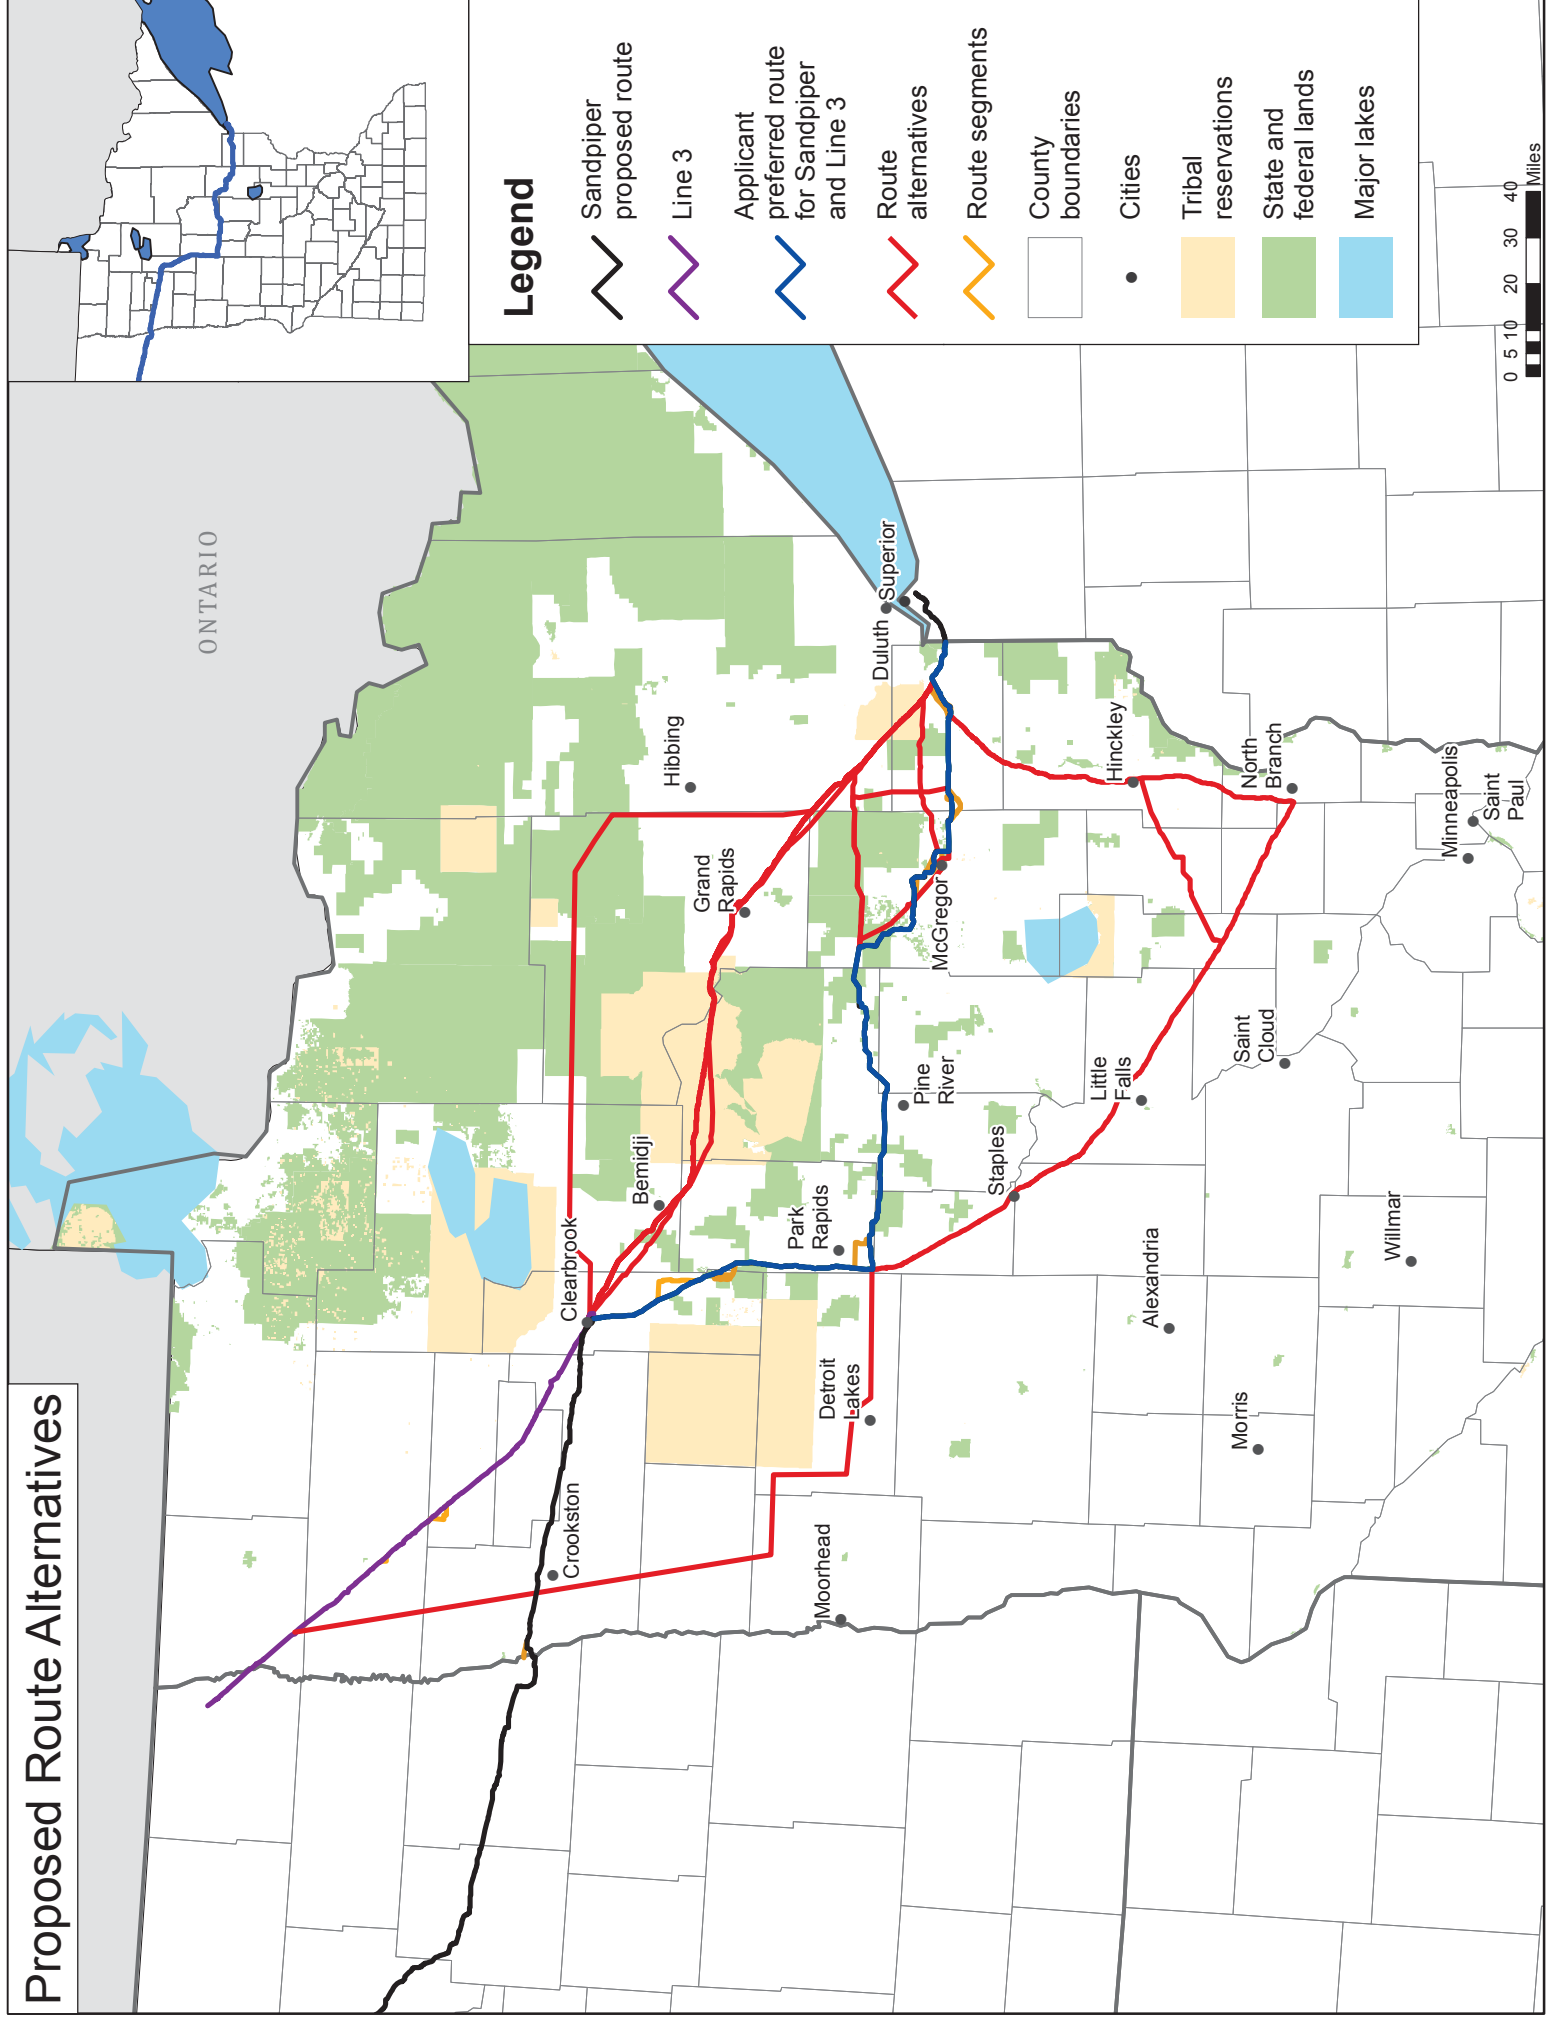 Proposed Route Alternatives
ONTARIO
Legend
Sandpiper
proposed route
Line 3
Applicant
preferred route
for Sandpiper
and Line 3
Route
alternatives
Route segments
County
boundaries
Cities
Tribal
reservations
State and
federal lands
Major lakes
0 5 10 20 30 40
Miles
Crookston
Clearbrook
Bemidji
Grand
Rapids
Hibbing
Moorhead
Detroit
Lakes
Park
Rapids
Pine
River
McGregor
Duluth
Superior
Staples
Little
Falls
Hinckley
North
Branch
Alexandria
Morris
Willmar
Saint
Cloud
Minneapolis
Saint
Paul